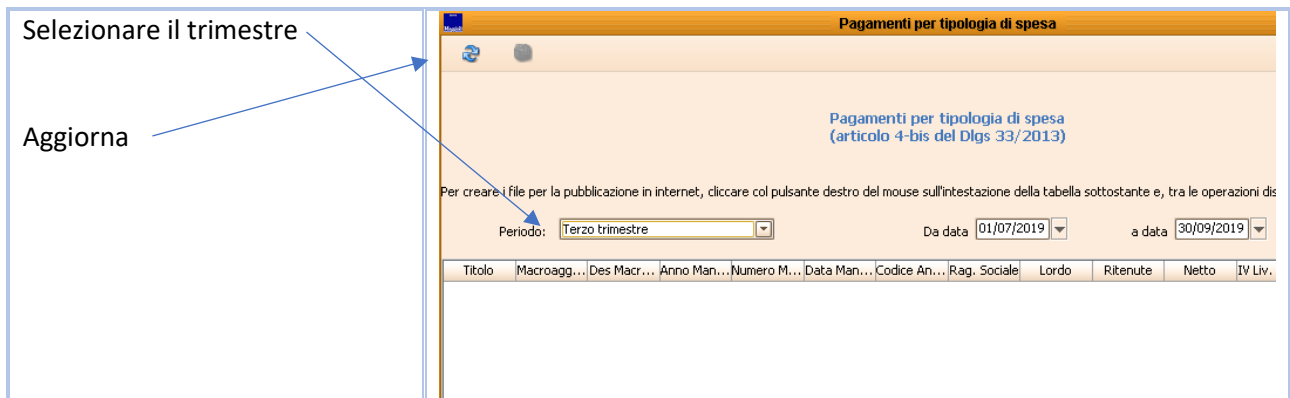 Selezionare il trimestre
Aggiorna
Pagamenti per tipologia di spesa
Pagamenti per tipologia di spesa
(articolo 4-bis del Dlgs 33/2013)
Per creare i file per la pubblicazione in internet, cliccare col pulsante destro del mouse sull'intestazione della tabella sottostante e, tra le operazioni dis
Periodo: Terzo trimestre Da data 01/07/2019 a data 30/09/2019
Titolo Macroagg... Des Macr... Anno Man... Numero M... Data Man... Codice An... Rag. Sociale Lordo Ritenute Netto IV Liv.